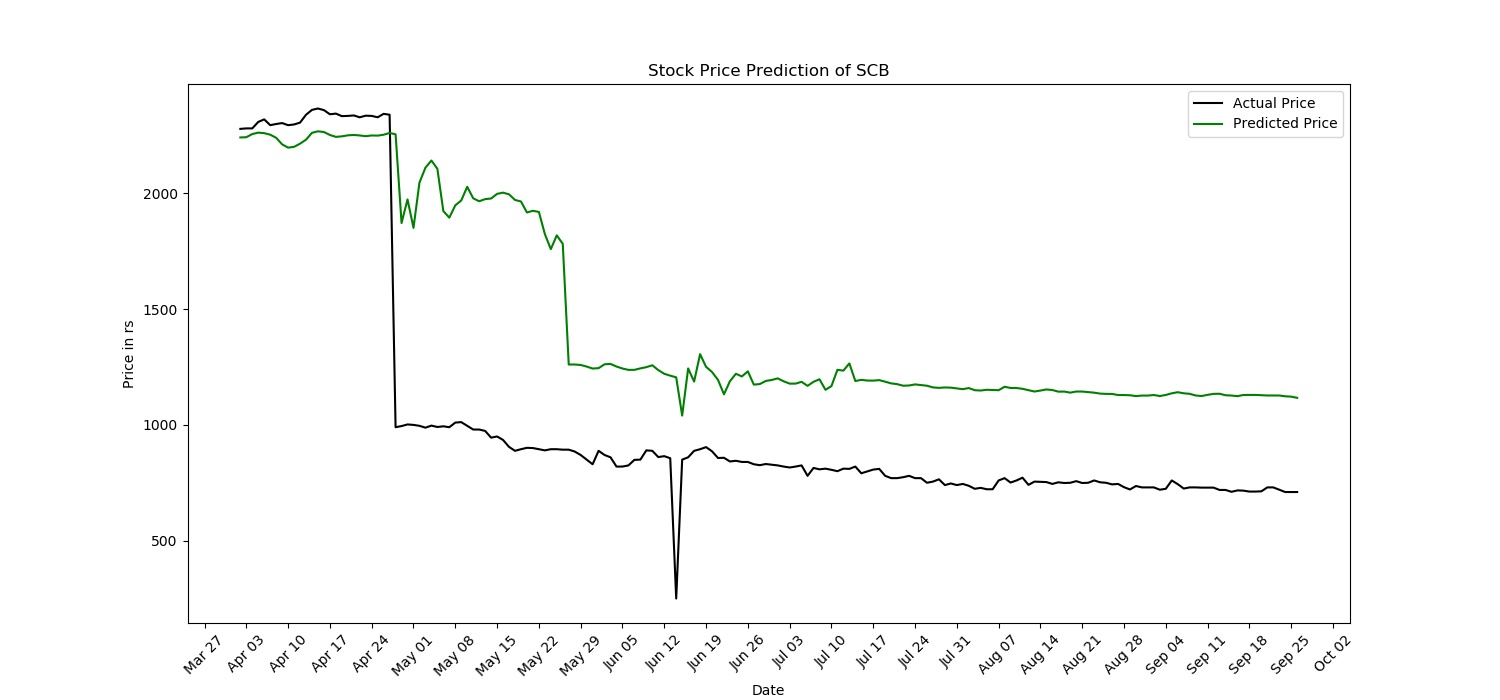 Stock Price Prediction of SCB
Actual Price
Predicted Price
Price in rs
2000
1500
1000
500
Mar 27
Apr 03
Apr 10
Apr 17
Apr 24
May 01
May 08
May 15
May 22
May 29
Jun 05
Jun 12
Jun 19
Jun 26
Jul 03
Jul 10
Jul 17
Jul 24
Jul 31
Aug 07
Aug 14
Aug 21
Aug 28
Sep 04
Sep 11
Sep 18
Sep 25
Oct 02
Date